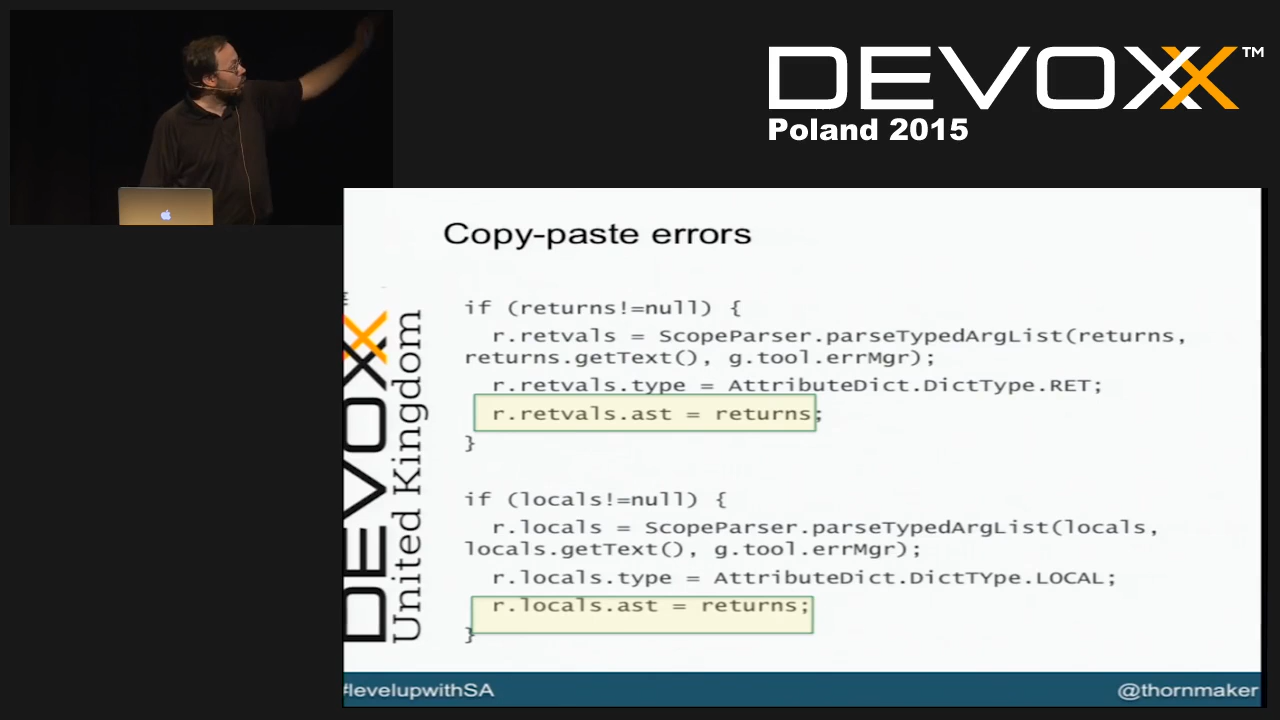 DEVOXX™
Poland 2015
Copy-paste errors
if (returns!=null) {
r.retvals = ScopeParser.parseTypedArgList(returns,
returns.getText(), g.tool.errMgr);
r.retvals.type = AttributeDict.DictType.RET;
r.retvals.ast = returns;
}
if (locals!=null) {
r.locals = ScopeParser.parseTypedArgList(locals,
locals.getText(), g.tool.errMgr);
r.locals.type = AttributeDict.DictTYpe.LOCAL;
r.locals.ast = returns;
}
DEVOXX
United Kingdom
#levelupwithSA
@thornmaker